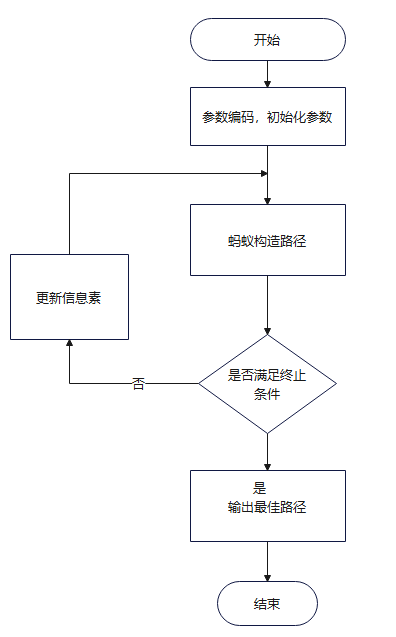 开始
参数编码，初始化参数
蚂蚁构造路径
更新信息素
是否满足终止
条件
否
是
输出最佳路径
结束